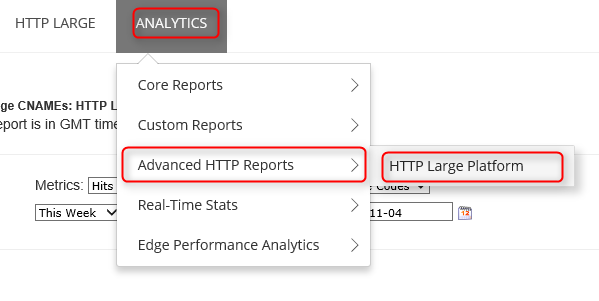 HTTP LARGE ANALYTICS
Core Reports
ge CNAMEs: HTTP L
eport is in GMT time
Custom Reports
Advanced HTTP Reports HTTP Large Platform
Metrics: Hits Codes
Real-Time Stats
This Week 11-04
Edge Performance Analytics